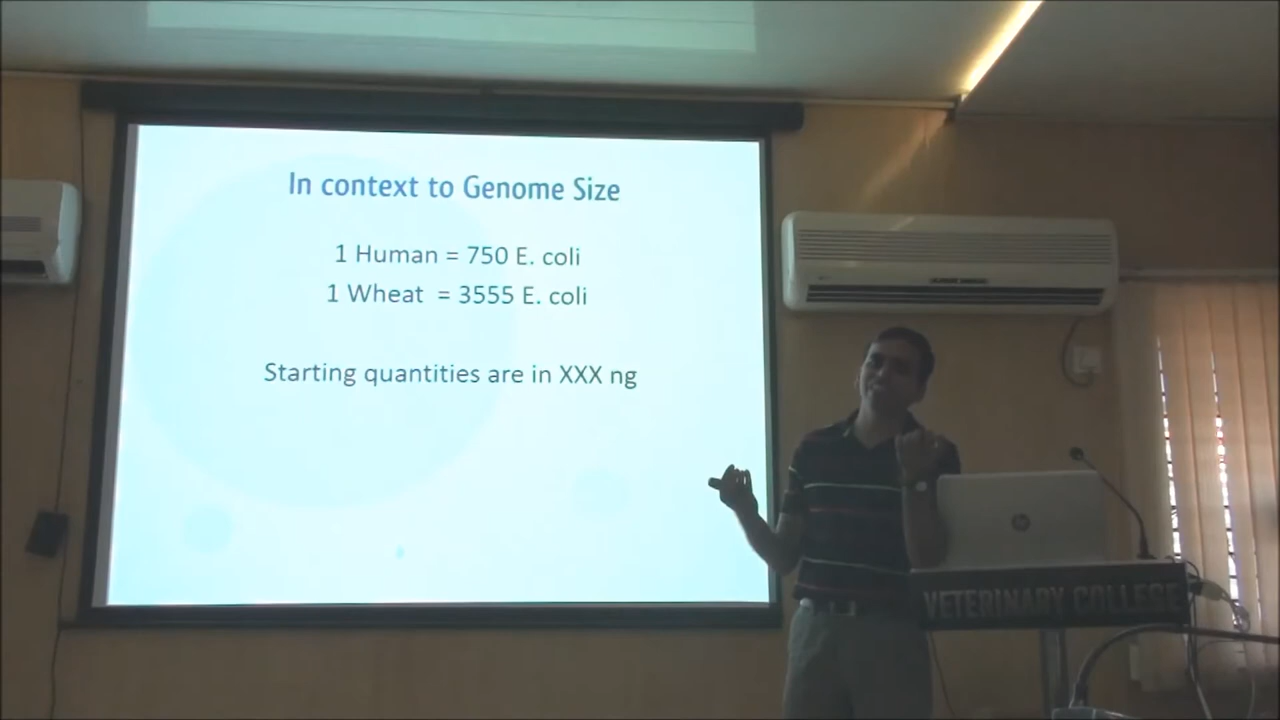 In context to Genome Size
1 Human = 750 E. coli
1 Wheat = 3555 E. coli
Starting quantities are in XXX ng
hp
VETERINARY COLLEGE